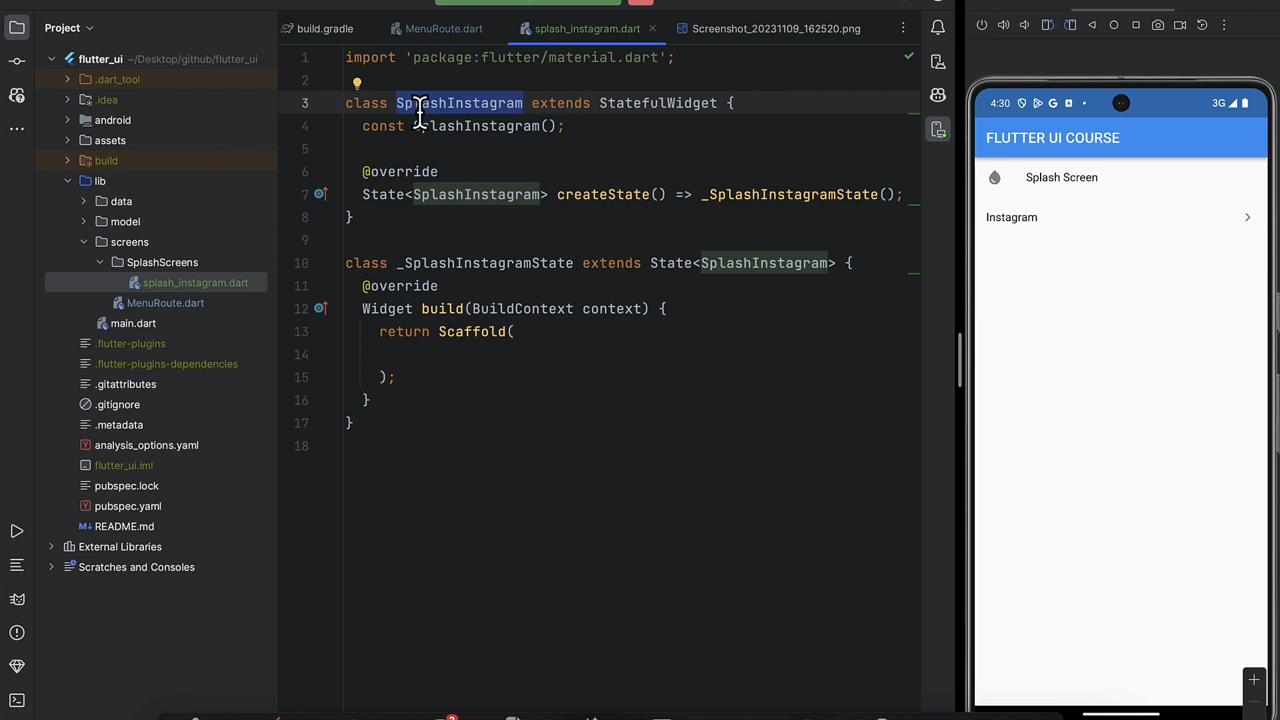 Project
build.gradle
MenuRoute.dart
splash_instagram.dart
Screenshot_20231109_162520.png
flutter_ui ~/Desktop/github/flutter_ui
.dart_tool
.idea
android
assets
build
lib
data
model
screens
SplashScreens
splash_instagram.dart
MenuRoute.dart
main.dart
.flutter-plugins
.flutter-plugins-dependencies
.gitattributes
.gitignore
.metadata
analysis_options.yaml
flutter_ui.iml
pubspec.lock
pubspec.yaml
README.md
External Libraries
Scratches and Consoles
1 import 'package:flutter/material.dart';
2
3 class SplashInstagram extends StatefulWidget {
4 const SplashInstagram();
5
6 @override
7 State<SplashInstagram> createState() => _SplashInstagramState();
8 }
9
10 class _SplashInstagramState extends State<SplashInstagram> {
11 @override
12 Widget build(BuildContext context) {
13 return Scaffold(
14
15 );
16 }
17 }
18
4:30
3G
FLUTTER UI COURSE
Splash Screen
Instagram